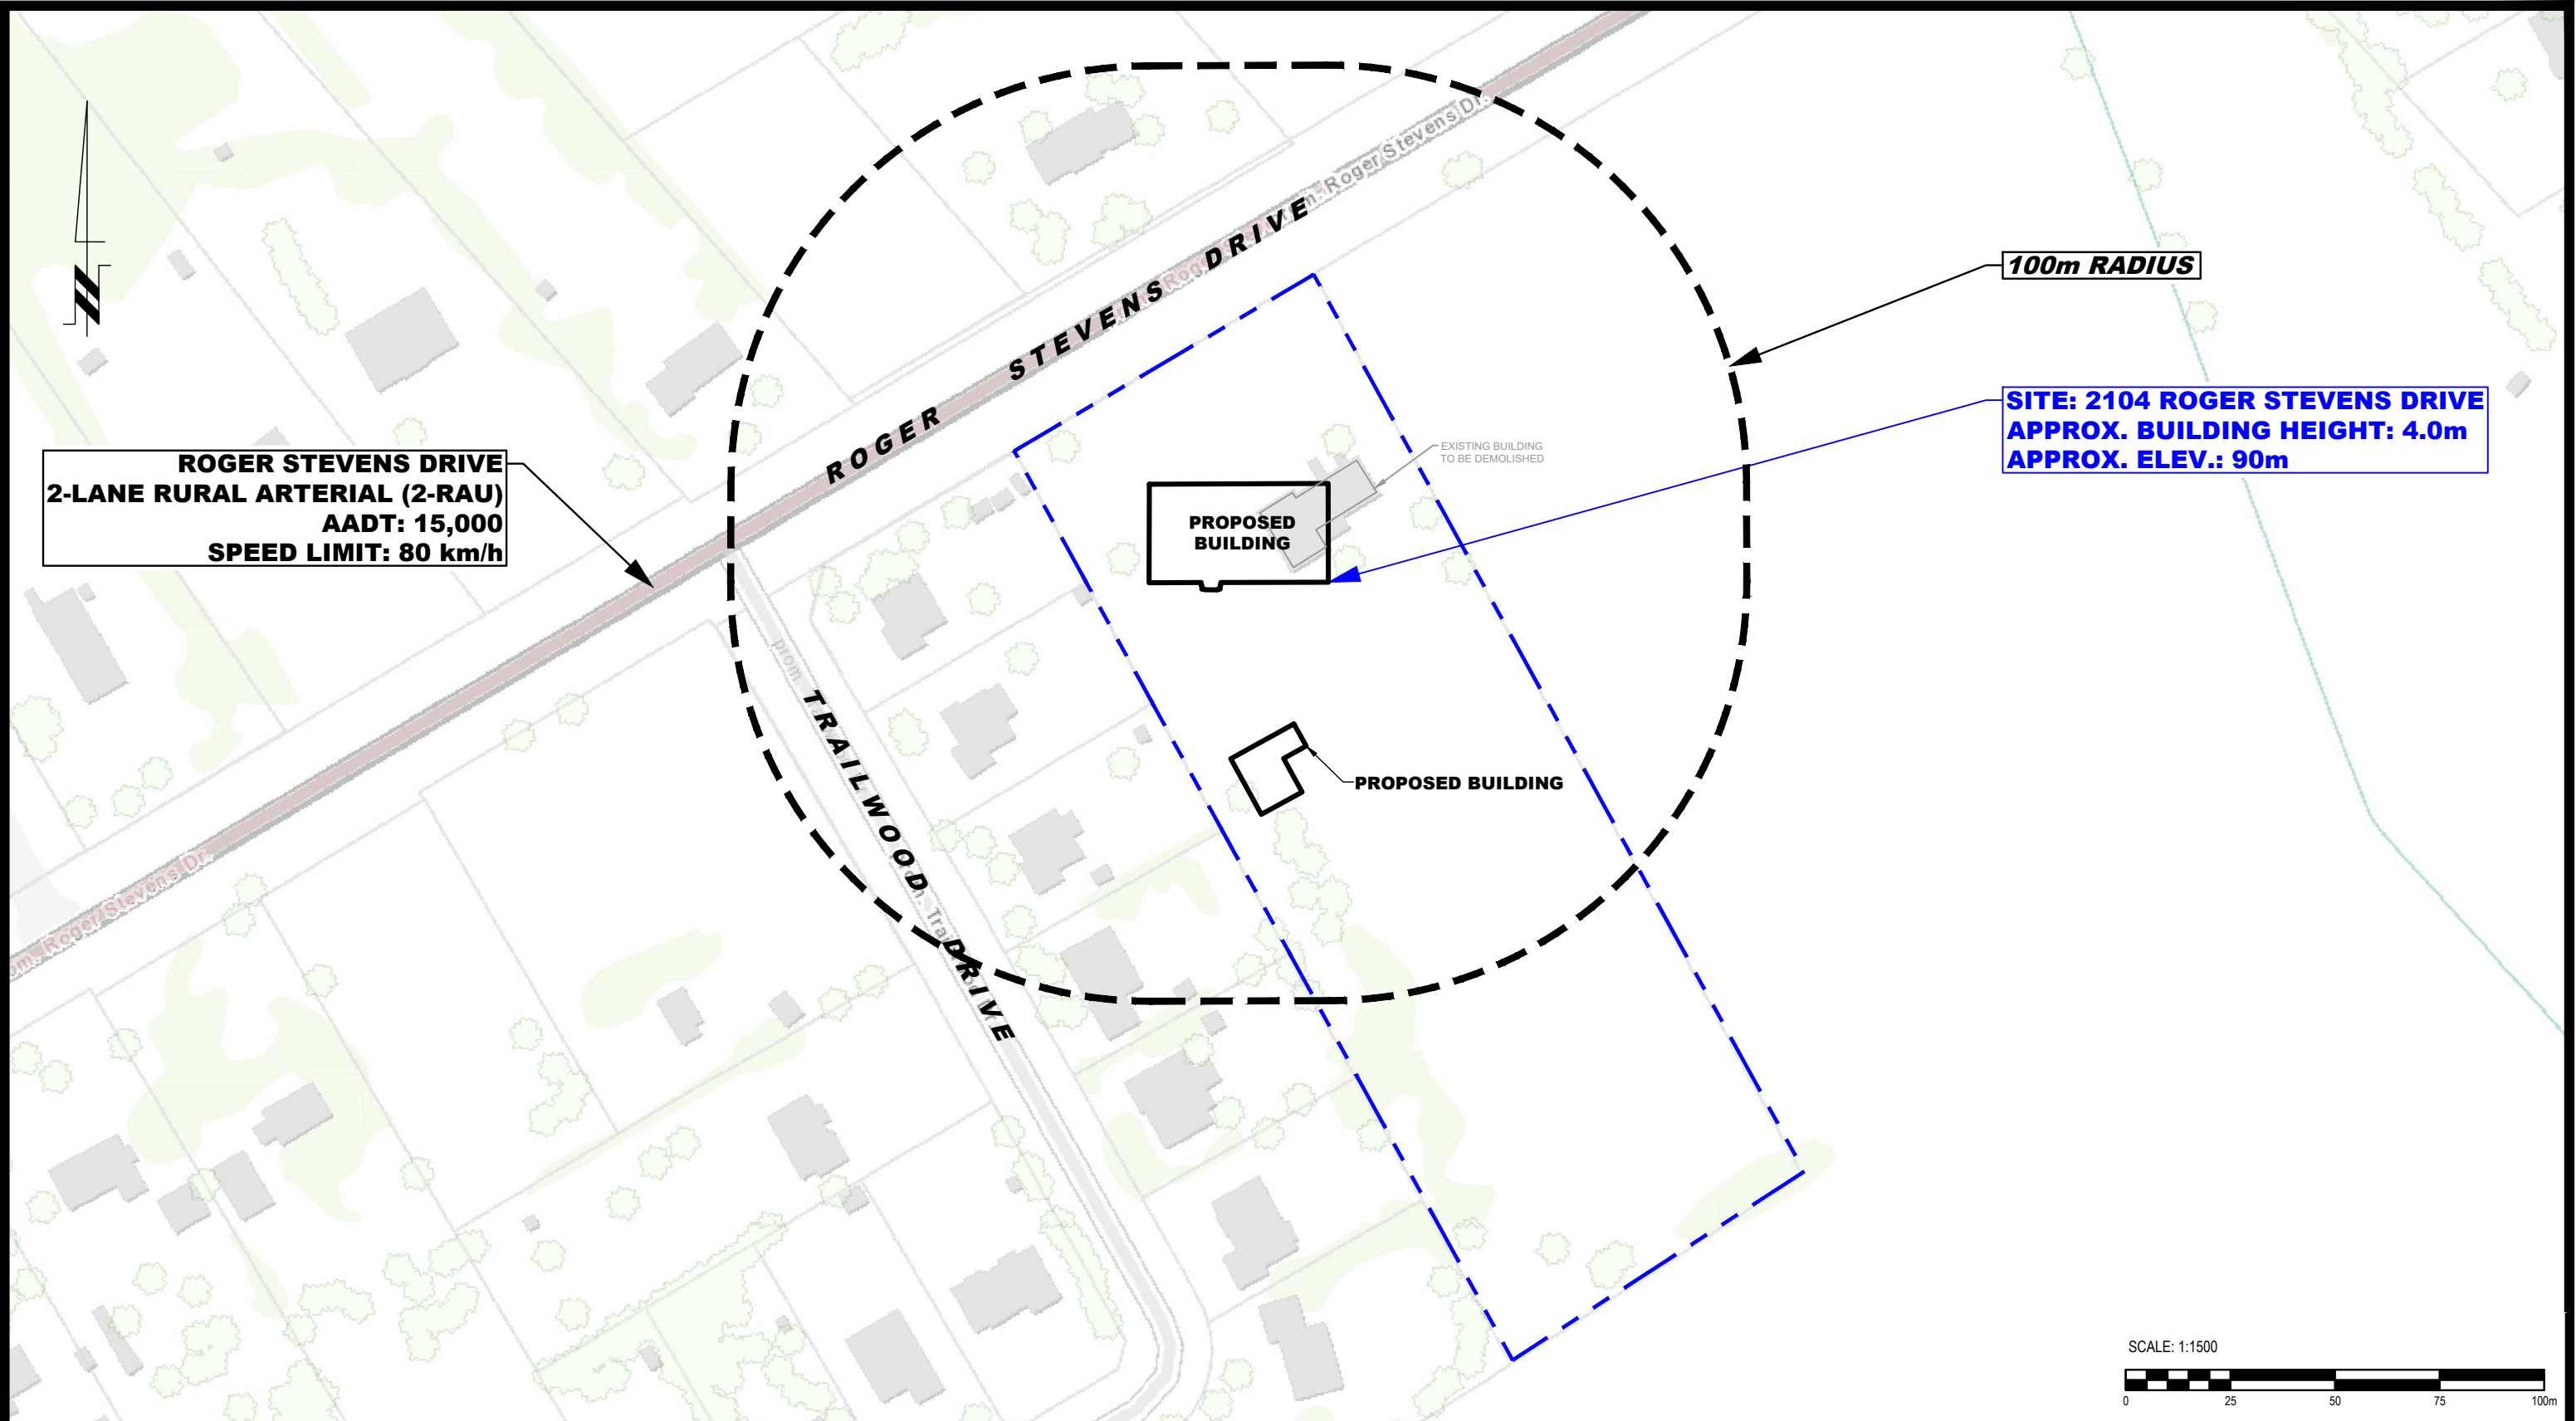 prom. Roger Stevens Dr.
ROGER STEVENS DRIVE
100m RADIUS
SITE: 2104 ROGER STEVENS DRIVE
APPROX. BUILDING HEIGHT: 4.0m
APPROX. ELEV.: 90m
EXISTING BUILDING
TO BE DEMOLISHED
ROGER STEVENS DRIVE
2-LANE RURAL ARTERIAL (2-RAU)
AADT: 15,000
SPEED LIMIT: 80 km/h
PROPOSED
BUILDING
prom.
TRAILWOOD DRIVE
PROPOSED BUILDING
om. Roger Stevens Dr.
N
SCALE: 1:1500
0 25 50 75 100m